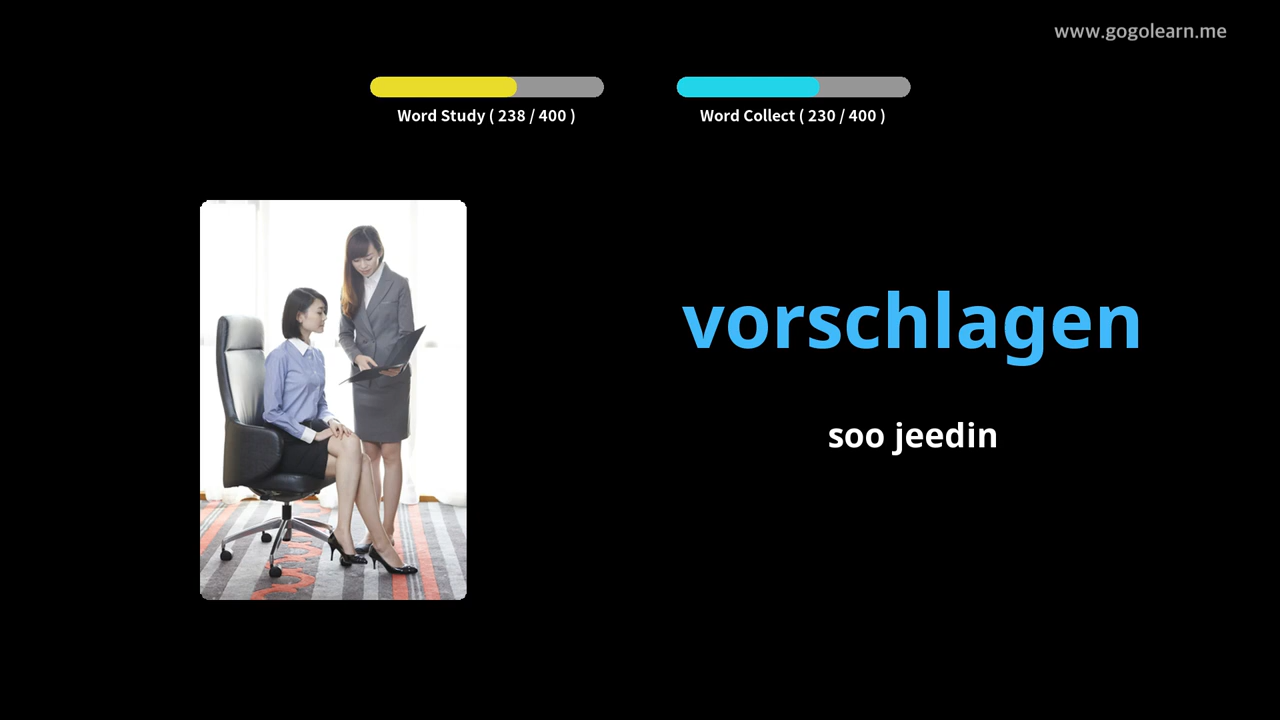 www.gogolearn.me
Word Study ( 238 / 400 )
Word Collect ( 230 / 400 )
vorschlagen
soo jeedin